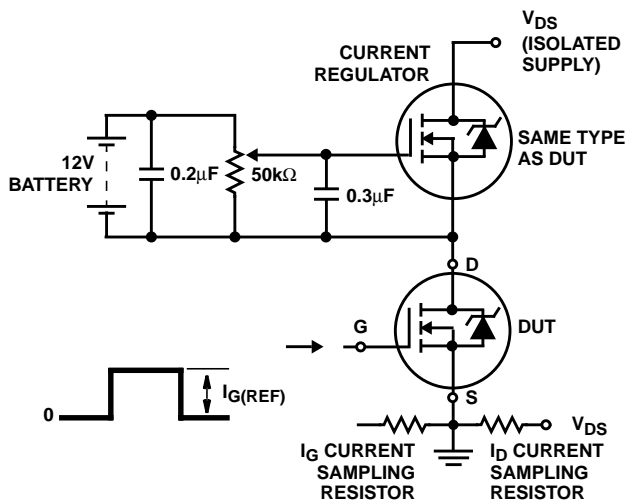 V_DS
(ISOLATED
SUPPLY)
CURRENT
REGULATOR
SAME TYPE
AS DUT
12V
BATTERY
0.2μF
50kΩ
0.3μF
D
G
DUT
S
0
I_G(REF)
V_DS
I_G CURRENT
SAMPLING
RESISTOR
I_D CURRENT
SAMPLING
RESISTOR